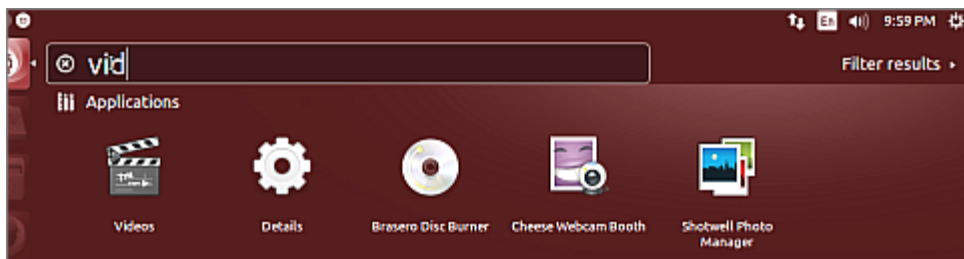 En 9:59 PM
vid
Filter results
Applications
Videos
Details
Brasero Disc Burner
Cheese Webcam Booth
Shotwell Photo
Manager